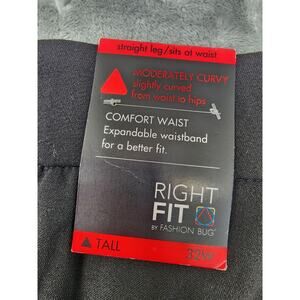 straight leg/sits at waist
MODERATELY CURVY
slightly curved
from waist to hips
COMFORT WAIST
Expandable waistband
for a better fit.
RIGHT
FIT
BY FASHION BUG®
TALL